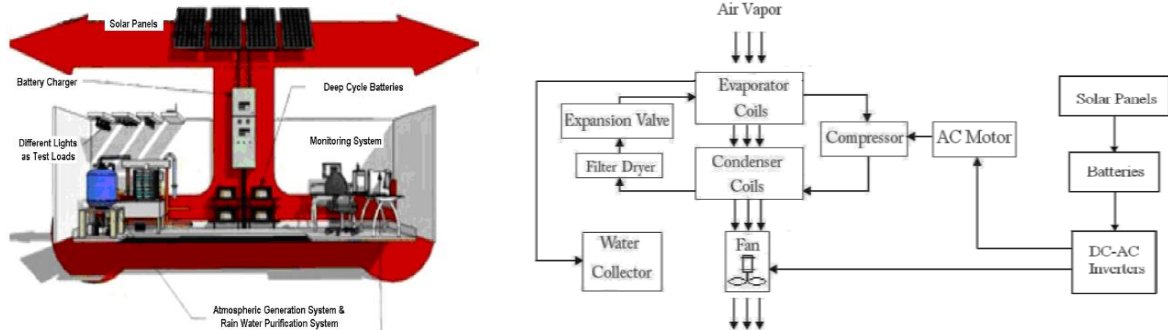 Solar Panels
Battery Charger
Deep Cycle Batteries
Different Lights
as Test Loads
Monitoring System
Atmospheric Generation System &
Rain Water Purification System
Air Vapor
Evaporator
Coils
Expansion Valve
Filter Dryer
Condenser
Coils
Compressor
AC Motor
Solar Panels
Batteries
DC-AC
Inverters
Water
Collector
Fan